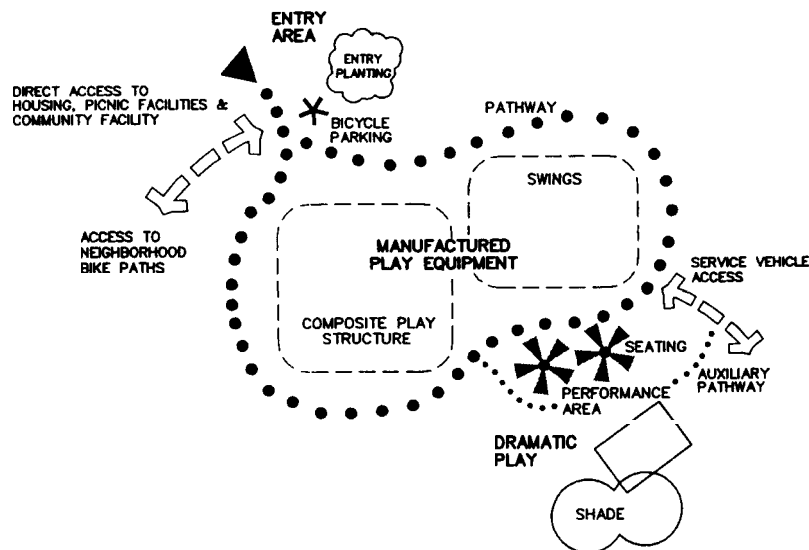 ENTRY
AREA
ENTRY
PLANTING
DIRECT ACCESS TO
HOUSING, PICNIC FACILITIES &
COMMUNITY FACILITY
BICYCLE
PARKING
PATHWAY
SWINGS
ACCESS TO
NEIGHBORHOOD
BIKE PATHS
MANUFACTURED
PLAY EQUIPMENT
SERVICE VEHICLE
ACCESS
COMPOSITE PLAY
STRUCTURE
SEATING
AUXILIARY
PATHWAY
PERFORMANCE
AREA
DRAMATIC
PLAY
SHADE